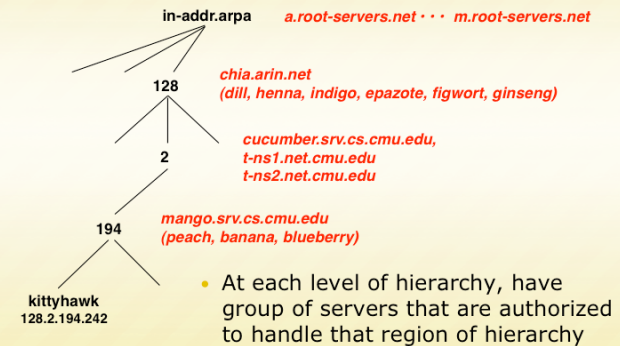 in-addr.arpa a.root-servers.net · · · m.root-servers.net
chia.arin.net
128
(dill, henna, indigo, epazote, figwort, ginseng)
cucumber.srv.cs.cmu.edu,
2
t-ns1.net.cmu.edu
t-ns2.net.cmu.edu
mango.srv.cs.cmu.edu
194
(peach, banana, blueberry)
kittyhawk
128.2.194.242
• At each level of hierarchy, have
group of servers that are authorized
to handle that region of hierarchy